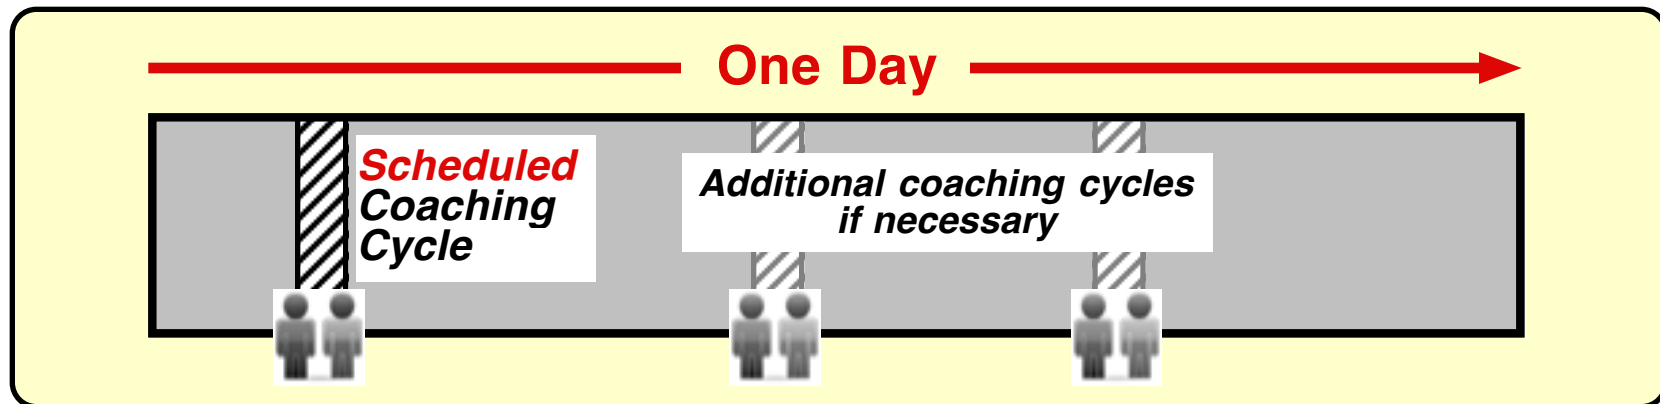 One Day
Scheduled
Coaching
Cycle
Additional coaching cycles
if necessary